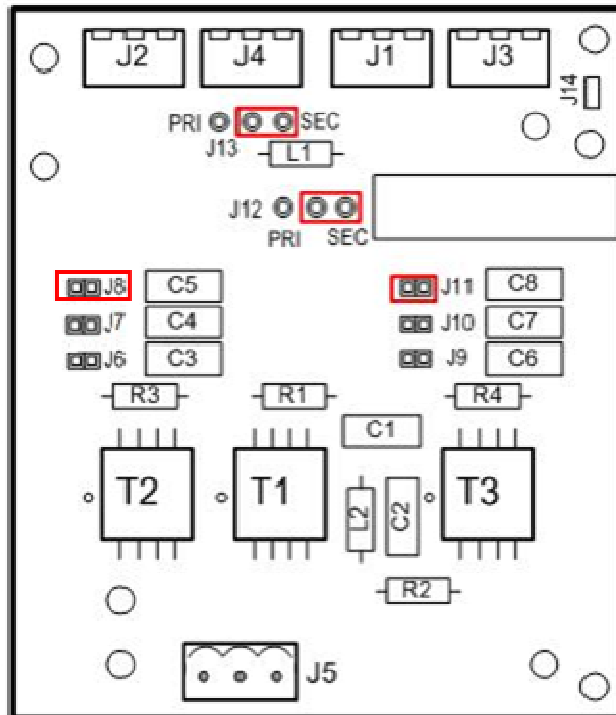 J2 J4 J1 J3
J14
PRI SEC
J13
L1
J12
PRI SEC
J8 C5 J11 C8
J7 C4 J10 C7
J6 C3 J9 C6
R3 R1 R4
C1
T2 T1 T3
L2 C2
R2
J5